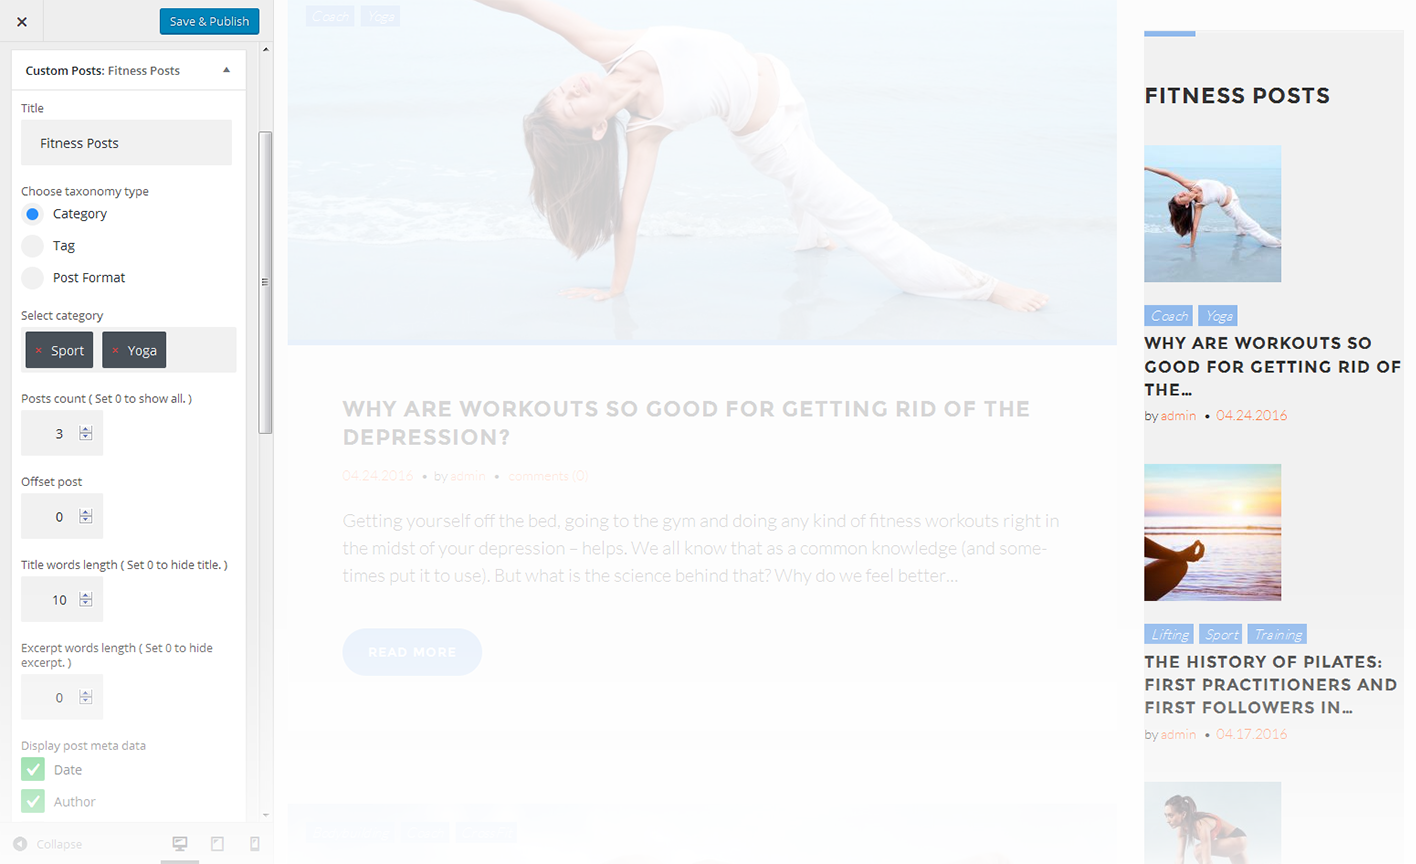 Save & Publish
Custom Posts: Fitness Posts
Title
Fitness Posts
Choose taxonomy type
Category
Tag
Post Format
Select category
× Sport × Yoga
Posts count ( Set 0 to show all. )
3
Offset post
0
Title words length ( Set 0 to hide title. )
10
Excerpt words length ( Set 0 to hide
excerpt. )
0
Display post meta data
Date
Author
Collapse
Coach Yoga
WHY ARE WORKOUTS SO GOOD FOR GETTING RID OF THE
DEPRESSION?
04.24.2016 • by admin • comments (0)
Getting yourself off the bed, going to the gym and doing any kind of fitness workouts right in
the midst of your depression – helps. We all know that as a common knowledge (and some-
times put it to use). But what is the science behind that? Why do we feel better...
READ MORE
FITNESS POSTS
Coach Yoga
WHY ARE WORKOUTS SO
GOOD FOR GETTING RID OF
THE...
by admin • 04.24.2016
Lifting Sport Training
THE HISTORY OF PILATES:
FIRST PRACTITIONERS AND
FIRST FOLLOWERS IN...
by admin • 04.17.2016